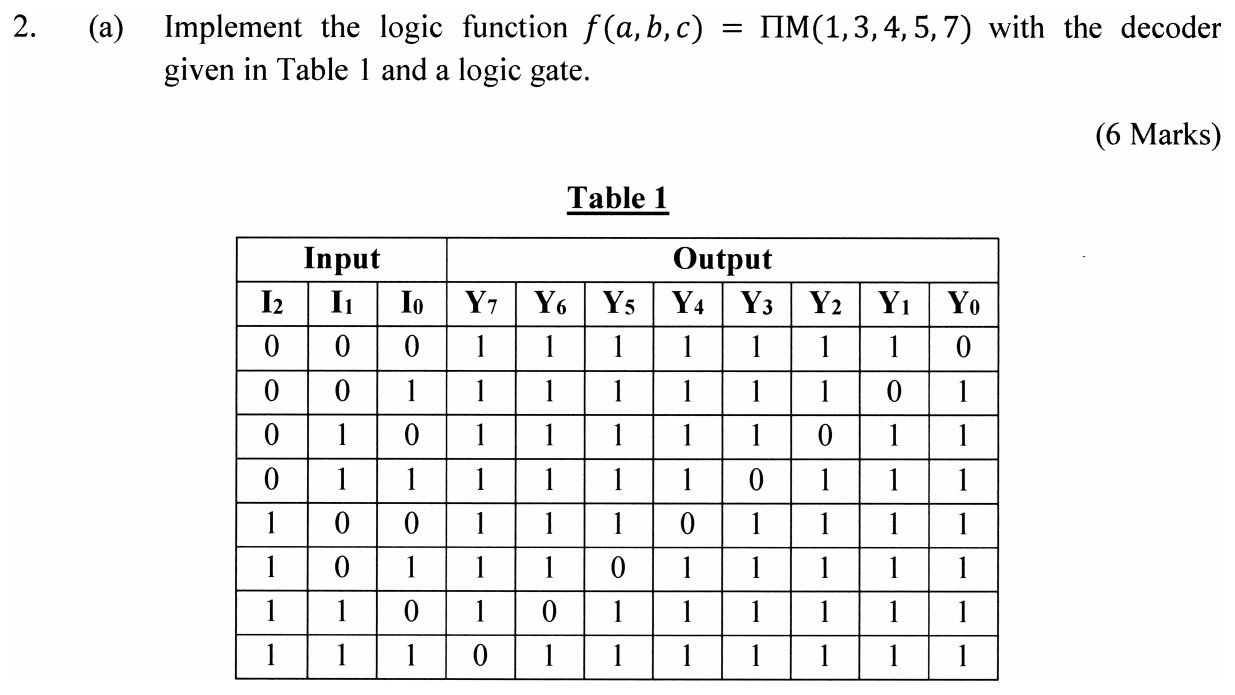 2. (a) Implement the logic function f(a, b, c) = ΠM(1, 3, 4, 5, 7) with the decoder
given in Table 1 and a logic gate.
(6 Marks)
Table 1
Input Output
I₂ I₁ I₀ Y₇ Y₆ Y₅ Y₄ Y₃ Y₂ Y₁ Y₀
0 0 0 1 1 1 1 1 1 1 0
0 0 1 1 1 1 1 1 1 0 1
0 1 0 1 1 1 1 1 0 1 1
0 1 1 1 1 1 1 0 1 1 1
1 0 0 1 1 1 0 1 1 1 1
1 0 1 1 1 0 1 1 1 1 1
1 1 0 1 0 1 1 1 1 1 1
1 1 1 0 1 1 1 1 1 1 1